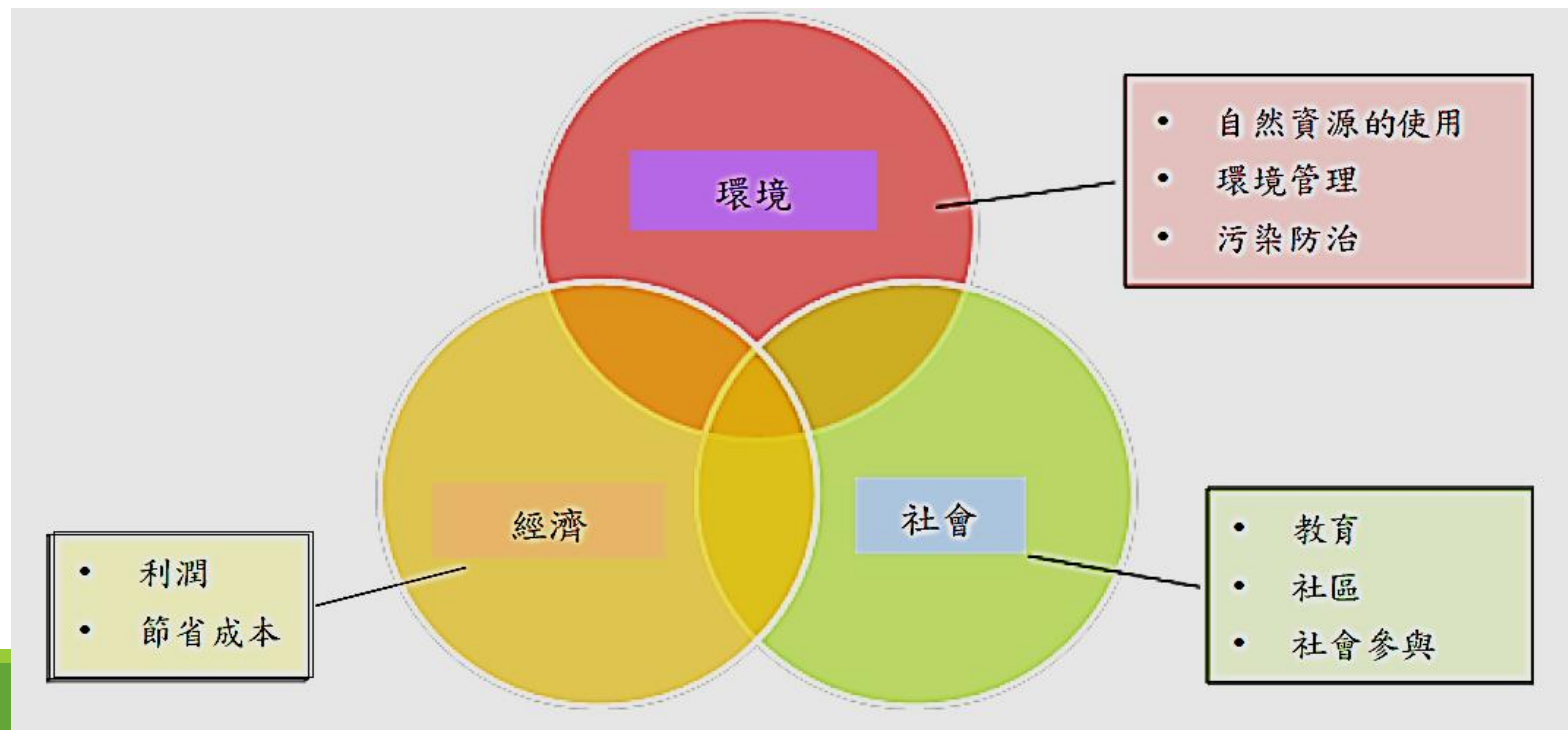 環境
• 自然資源的使用
• 環境管理
• 污染防治
經濟
• 利潤
• 節省成本
社會
• 教育
• 社區
• 社會參與